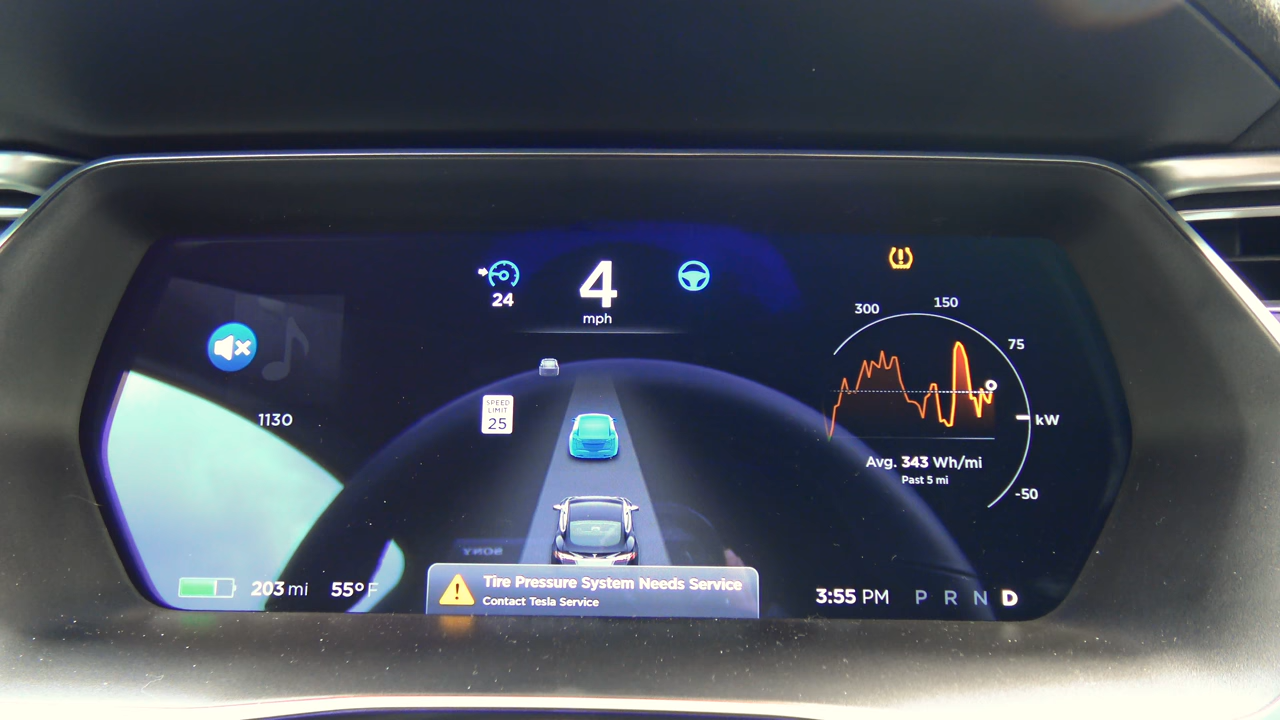 4
mph
24
300
150
75
kW
-50
SPEED
LIMIT
25
1130
Avg. 343 Wh/mi
Past 5 mi
SONY
203 mi
55°F
Tire Pressure System Needs Service
Contact Tesla Service
3:55 PM
P R N D